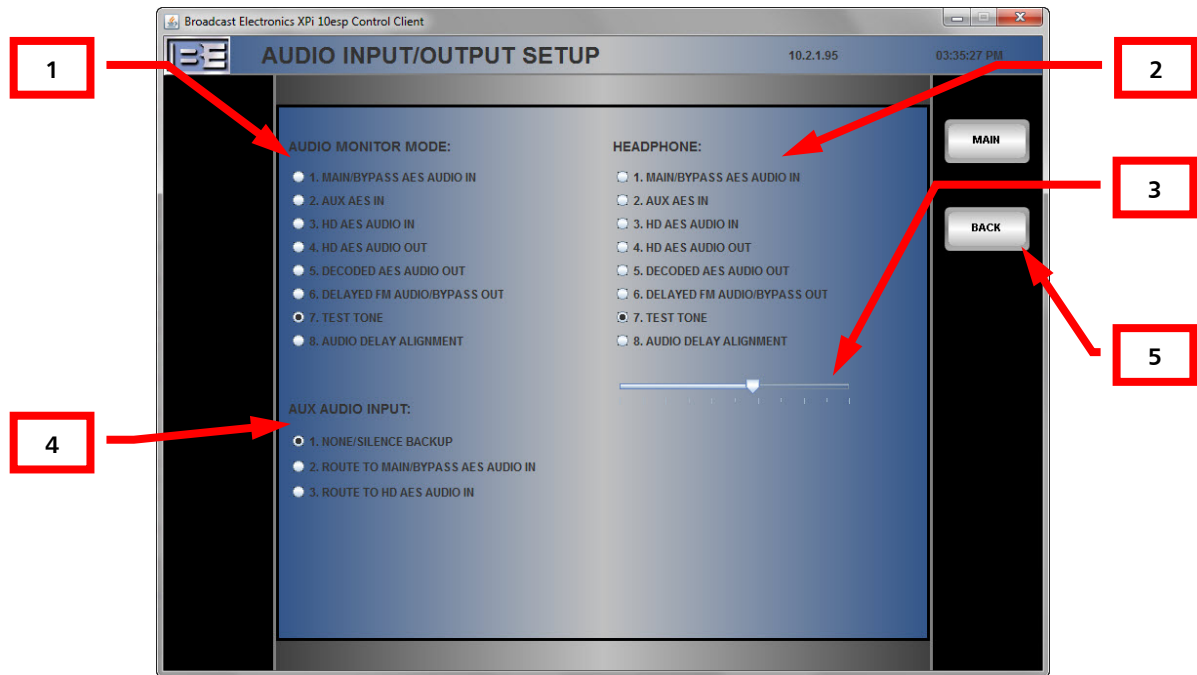 Broadcast Electronics XPi 10esp Control Client
BE AUDIO INPUT/OUTPUT SETUP 10.2.1.95 03:35:27 PM
1
2
MAIN
AUDIO MONITOR MODE:
1. MAIN/BYPASS AES AUDIO IN
2. AUX AES IN
3. HD AES AUDIO IN
4. HD AES AUDIO OUT
5. DECODED AES AUDIO OUT
6. DELAYED FM AUDIO/BYPASS OUT
7. TEST TONE
8. AUDIO DELAY ALIGNMENT
HEADPHONE:
1. MAIN/BYPASS AES AUDIO IN
2. AUX AES IN
3. HD AES AUDIO IN
4. HD AES AUDIO OUT
5. DECODED AES AUDIO OUT
6. DELAYED FM AUDIO/BYPASS OUT
7. TEST TONE
8. AUDIO DELAY ALIGNMENT
3
BACK
5
4
AUX AUDIO INPUT:
1. NONE/SILENCE BACKUP
2. ROUTE TO MAIN/BYPASS AES AUDIO IN
3. ROUTE TO HD AES AUDIO IN